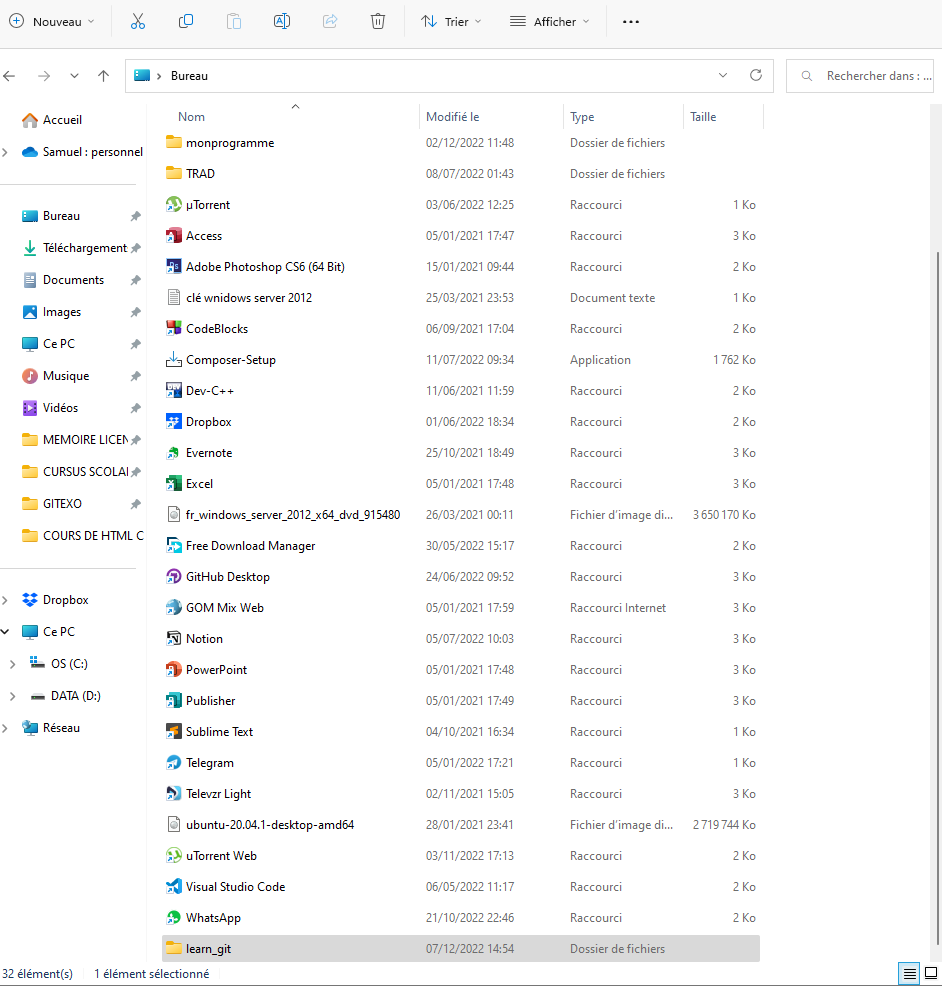 Nouveau
Trier
Afficher
Bureau
Rechercher dans : ...
Accueil
Samuel : personnel
Bureau
Téléchargement
Documents
Images
Ce PC
Musique
Vidéos
MEMOIRE LICEN
CURSUS SCOLAI
GITEXO
COURS DE HTML C
Dropbox
Ce PC
OS (C:)
DATA (D:)
Réseau
Nom Modifié le Type Taille
monprogramme 02/12/2022 11:48 Dossier de fichiers
TRAD 08/07/2022 01:43 Dossier de fichiers
µTorrent 03/06/2022 12:25 Raccourci 1 Ko
Access 05/01/2021 17:47 Raccourci 3 Ko
Adobe Photoshop CS6 (64 Bit) 15/01/2021 09:44 Raccourci 2 Ko
clé wnidows server 2012 25/03/2021 23:53 Document texte 1 Ko
CodeBlocks 06/09/2021 17:04 Raccourci 2 Ko
Composer-Setup 11/07/2022 09:34 Application 1 762 Ko
Dev-C++ 11/06/2021 11:59 Raccourci 2 Ko
Dropbox 01/06/2022 18:34 Raccourci 2 Ko
Evernote 25/10/2021 18:49 Raccourci 3 Ko
Excel 05/01/2021 17:48 Raccourci 3 Ko
fr_windows_server_2012_x64_dvd_915480 26/03/2021 00:11 Fichier d'image di... 3 650 170 Ko
Free Download Manager 30/05/2022 15:17 Raccourci 2 Ko
GitHub Desktop 24/06/2022 09:52 Raccourci 3 Ko
GOM Mix Web 05/01/2021 17:59 Raccourci Internet 3 Ko
Notion 05/07/2022 10:03 Raccourci 3 Ko
PowerPoint 05/01/2021 17:48 Raccourci 3 Ko
Publisher 05/01/2021 17:49 Raccourci 3 Ko
Sublime Text 04/10/2021 16:34 Raccourci 1 Ko
Telegram 05/01/2022 17:21 Raccourci 1 Ko
Televzr Light 02/11/2021 15:05 Raccourci 3 Ko
ubuntu-20.04.1-desktop-amd64 28/01/2021 23:41 Fichier d'image di... 2 719 744 Ko
uTorrent Web 03/11/2022 17:13 Raccourci 2 Ko
Visual Studio Code 06/05/2022 11:17 Raccourci 2 Ko
WhatsApp 21/10/2022 22:46 Raccourci 2 Ko
learn_git 07/12/2022 14:54 Dossier de fichiers
32 élément(s) 1 élément sélectionné